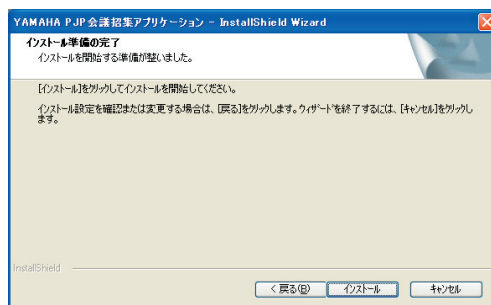 YAMAHA PJP会議招集アプリケーション - InstallShield Wizard
インストール準備の完了
インストールを開始する準備が整いました。
[インストール]をクリックしてインストールを開始してください。
インストール設定を確認または変更する場合は、[戻る]をクリックします。ウィザードを終了するには、[キャンセル]をクリックし
ます。
InstallShield
< 戻る(B)
インストール
キャンセル